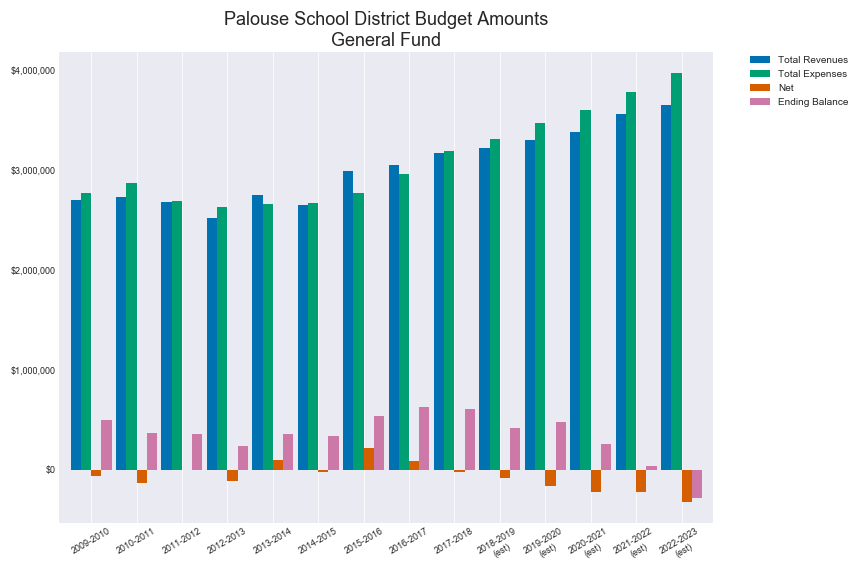 Palouse School District Budget Amounts
General Fund
Total Revenues
Total Expenses
Net
Ending Balance
$4,000,000
$3,000,000
$2,000,000
$1,000,000
$0
2009-2010
2010-2011
2011-2012
2012-2013
2013-2014
2014-2015
2015-2016
2016-2017
2017-2018
2018-2019
(est)
2019-2020
(est)
2020-2021
(est)
2021-2022
(est)
2022-2023
(est)